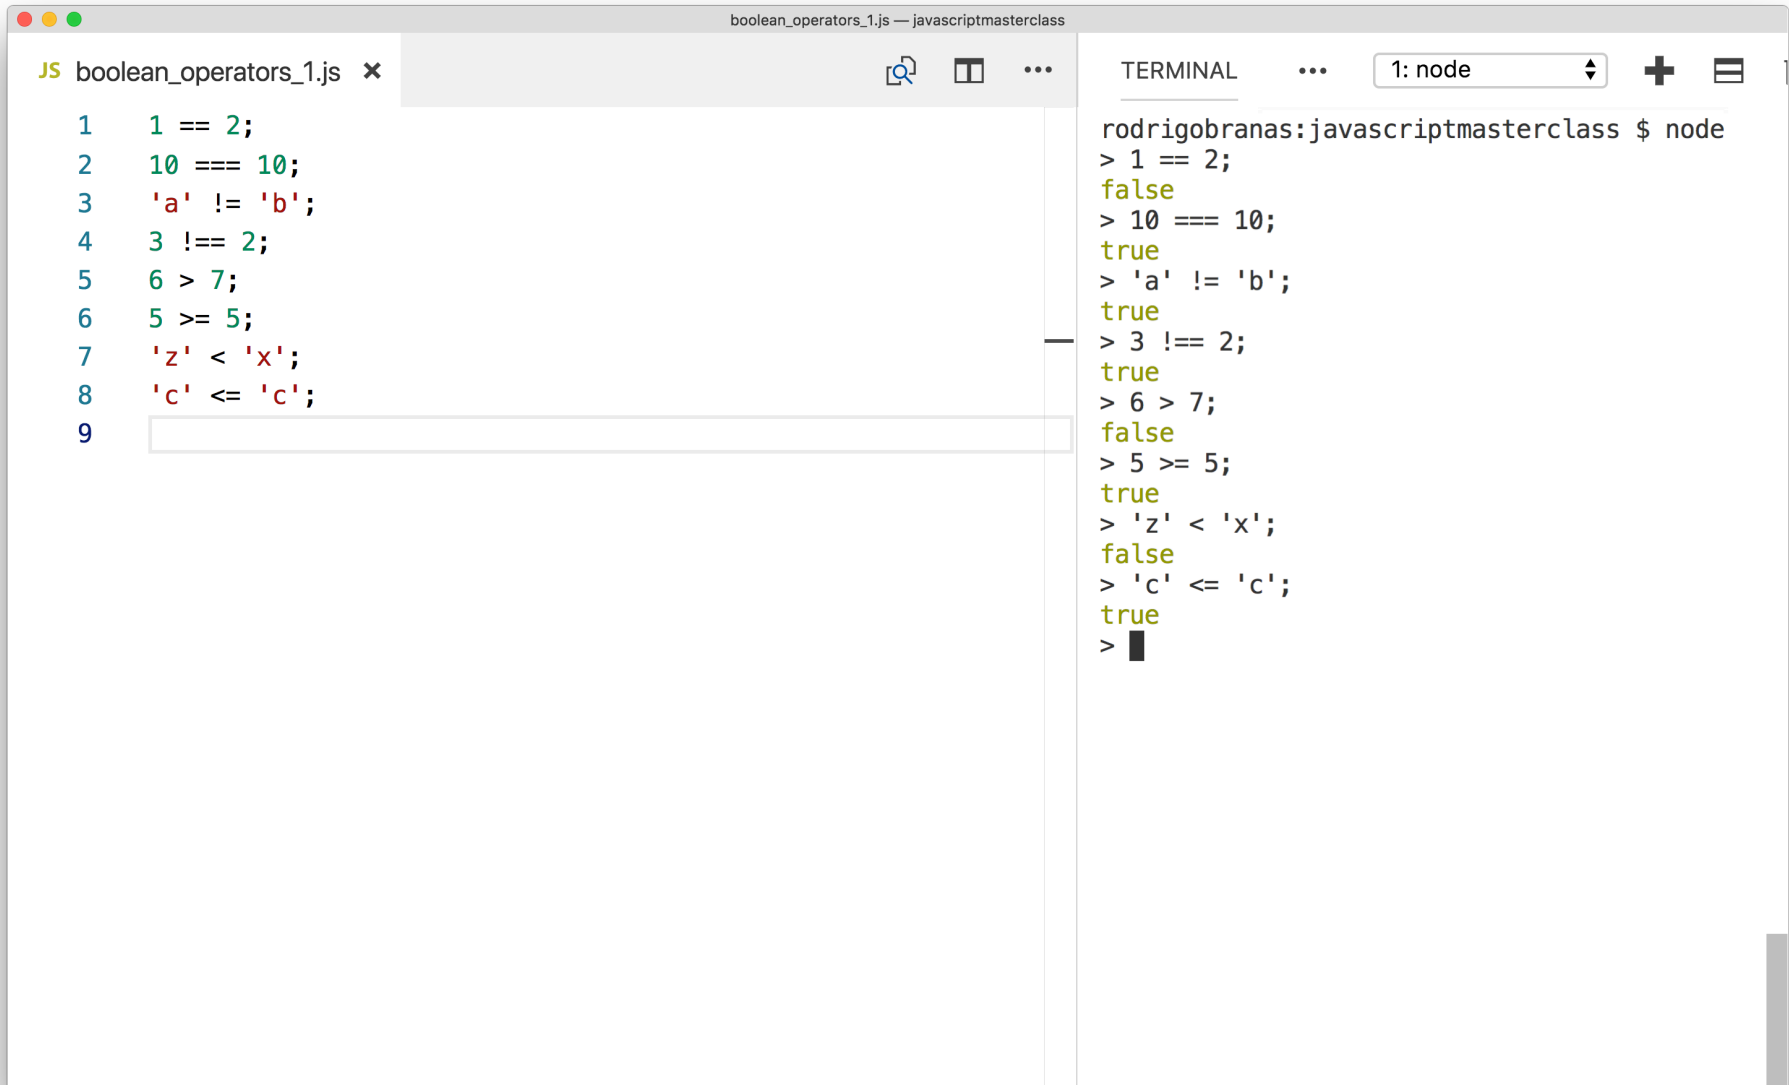 boolean_operators_1.js — javascriptmasterclass
JS boolean_operators_1.js
1 1 == 2;
2 10 === 10;
3 'a' != 'b';
4 3 !== 2;
5 6 > 7;
6 5 >= 5;
7 'z' < 'x';
8 'c' <= 'c';
9
TERMINAL
1: node
rodrigobranas:javascriptmasterclass $ node
> 1 == 2;
false
> 10 === 10;
true
> 'a' != 'b';
true
> 3 !== 2;
true
> 6 > 7;
false
> 5 >= 5;
true
> 'z' < 'x';
false
> 'c' <= 'c';
true
>